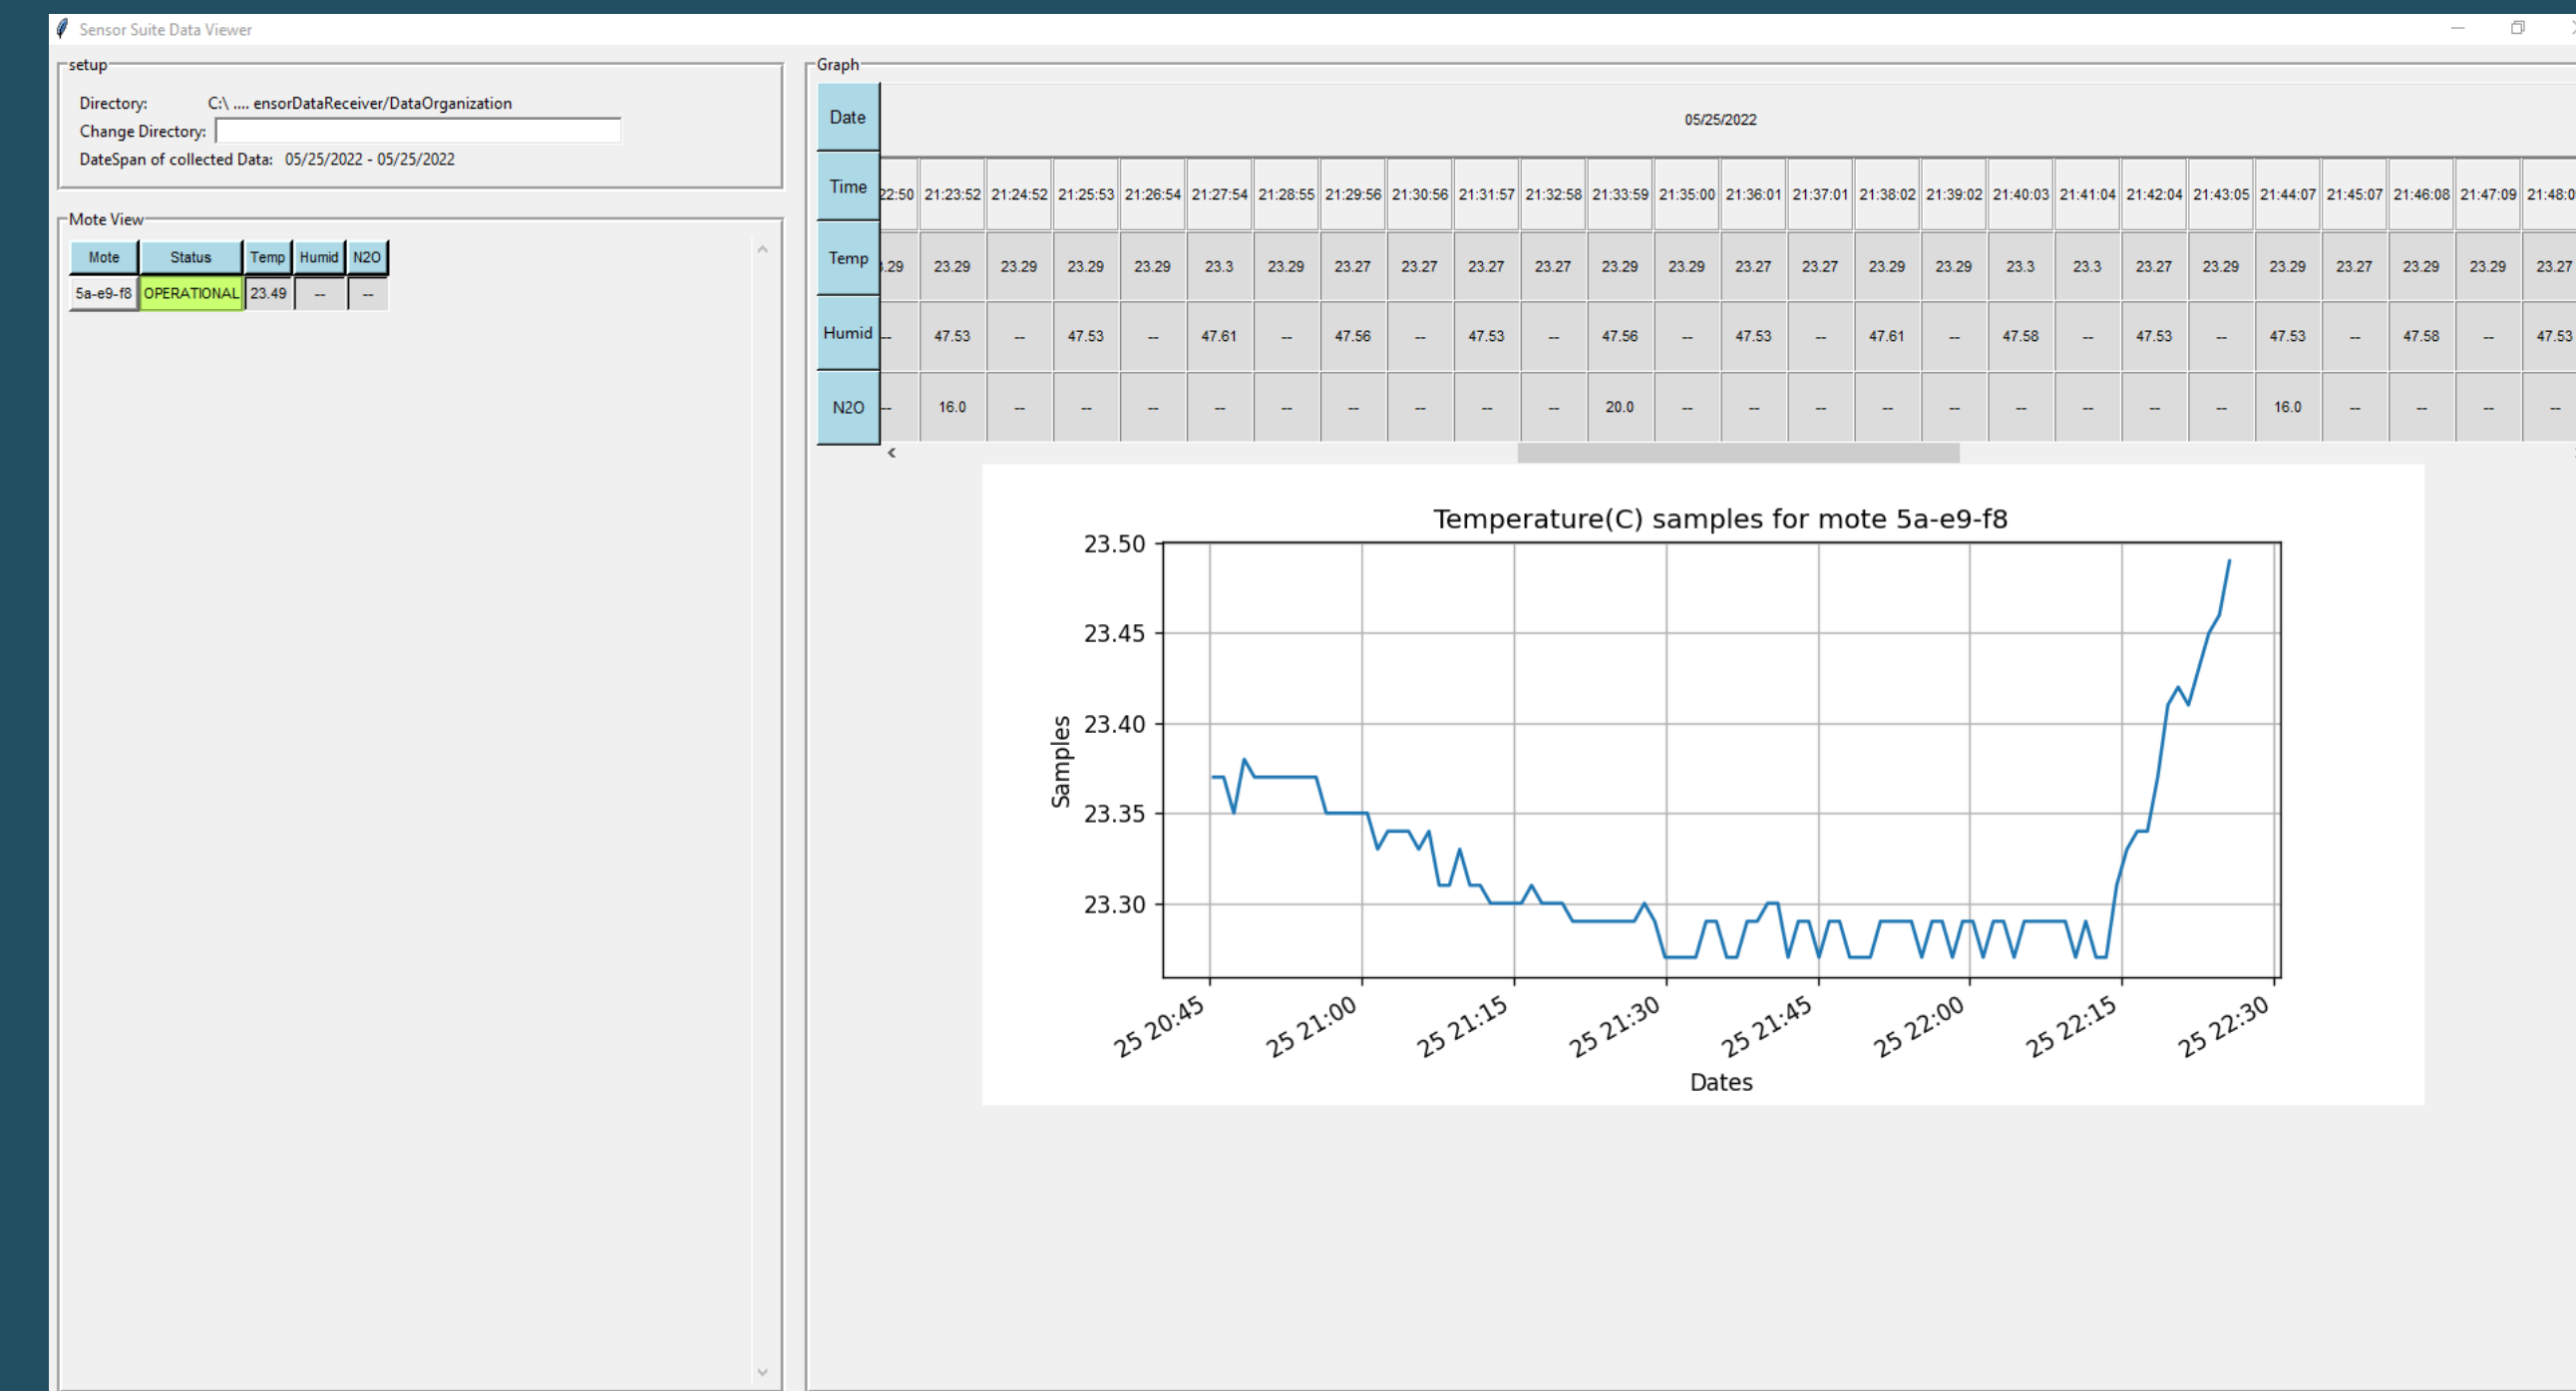 Sensor Suite Data Viewer
setup
Directory: C:\ .... ensorDataReceiver/DataOrganization
Change Directory:
DateSpan of collected Data: 05/25/2022 - 05/25/2022
Mote View
Mote Status Temp Humid N2O
5a-e9-f8 OPERATIONAL 23.49 -- --
Graph
Date 05/25/2022
Time 22:50 21:23:52 21:24:52 21:25:53 21:26:54 21:27:54 21:28:55 21:29:56 21:30:56 21:31:57 21:32:58 21:33:59 21:35:00 21:36:01 21:37:01 21:38:02 21:39:02 21:40:03 21:41:04 21:42:04 21:43:05 21:44:07 21:45:07 21:46:08 21:47:09 21:48:0
Temp .29 23.29 23.29 23.29 23.29 23.3 23.29 23.27 23.27 23.27 23.27 23.29 23.29 23.27 23.27 23.29 23.29 23.3 23.3 23.27 23.29 23.29 23.27 23.29 23.29 23.27
Humid -- 47.53 -- 47.53 -- 47.61 -- 47.56 -- 47.53 -- 47.56 -- 47.53 -- 47.61 -- 47.58 -- 47.53 -- 47.53 -- 47.58 -- 47.53
N2O -- 16.0 -- -- -- -- -- -- -- -- -- 20.0 -- -- -- -- -- -- -- -- -- 16.0 -- -- -- --
Temperature(C) samples for mote 5a-e9-f8
23.50
23.45
23.40
23.35
23.30
Samples
25 20:45 25 21:00 25 21:15 25 21:30 25 21:45 25 22:00 25 22:15 25 22:30
Dates